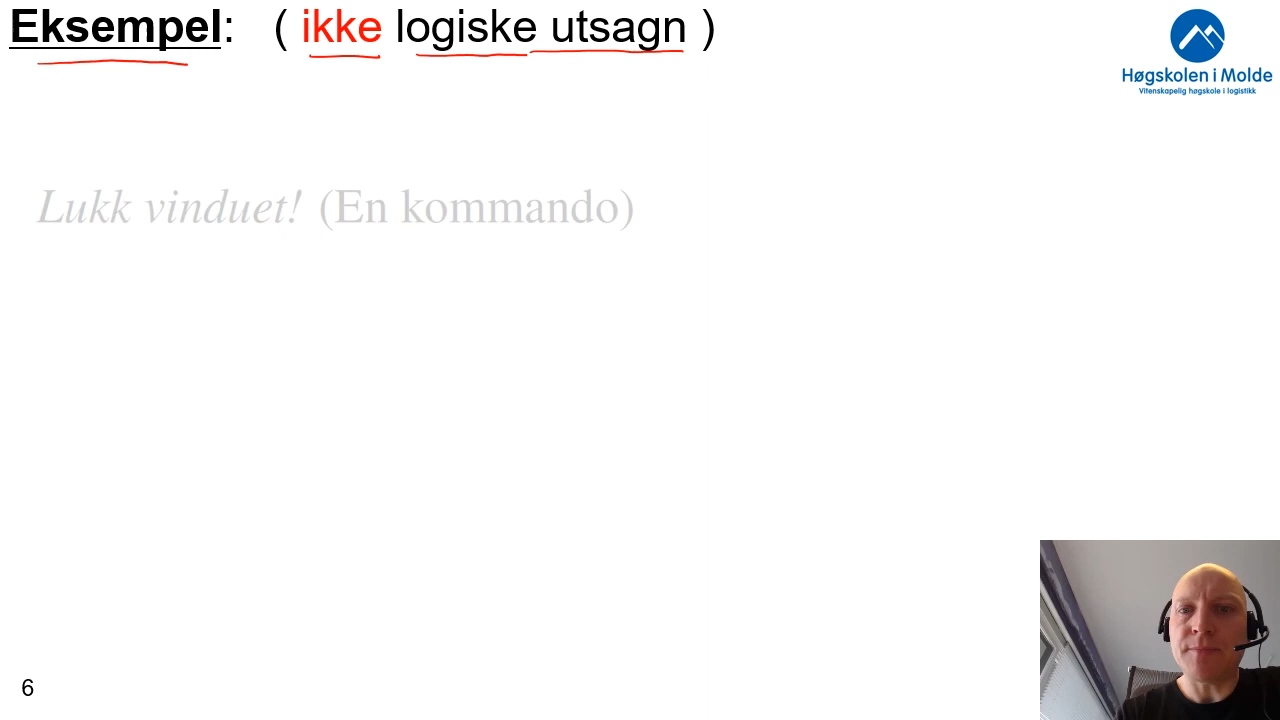 Eksempel: ( ikke logiske utsagn )
Høgskolen i Molde
Vitenskapelig høgskole i logistikk
Lukk vinduet! (En kommando)
6